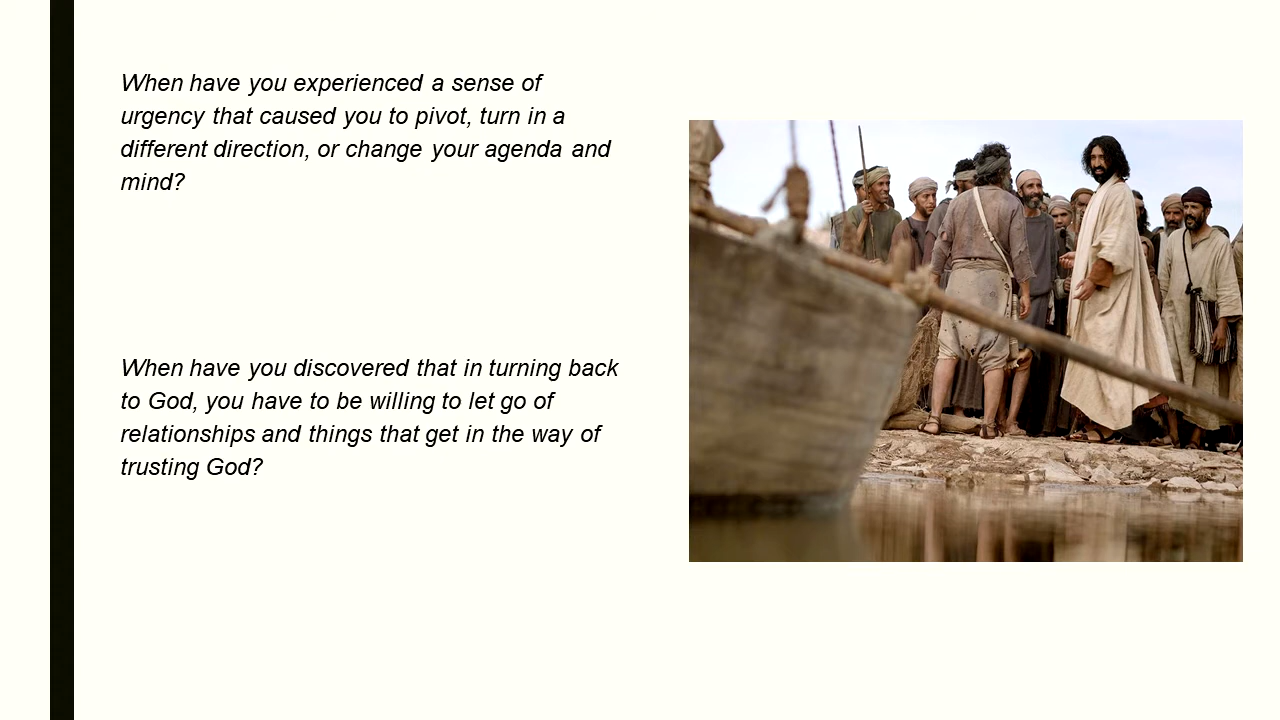 When have you experienced a sense of
urgency that caused you to pivot, turn in a
different direction, or change your agenda and
mind?
When have you discovered that in turning back
to God, you have to be willing to let go of
relationships and things that get in the way of
trusting God?